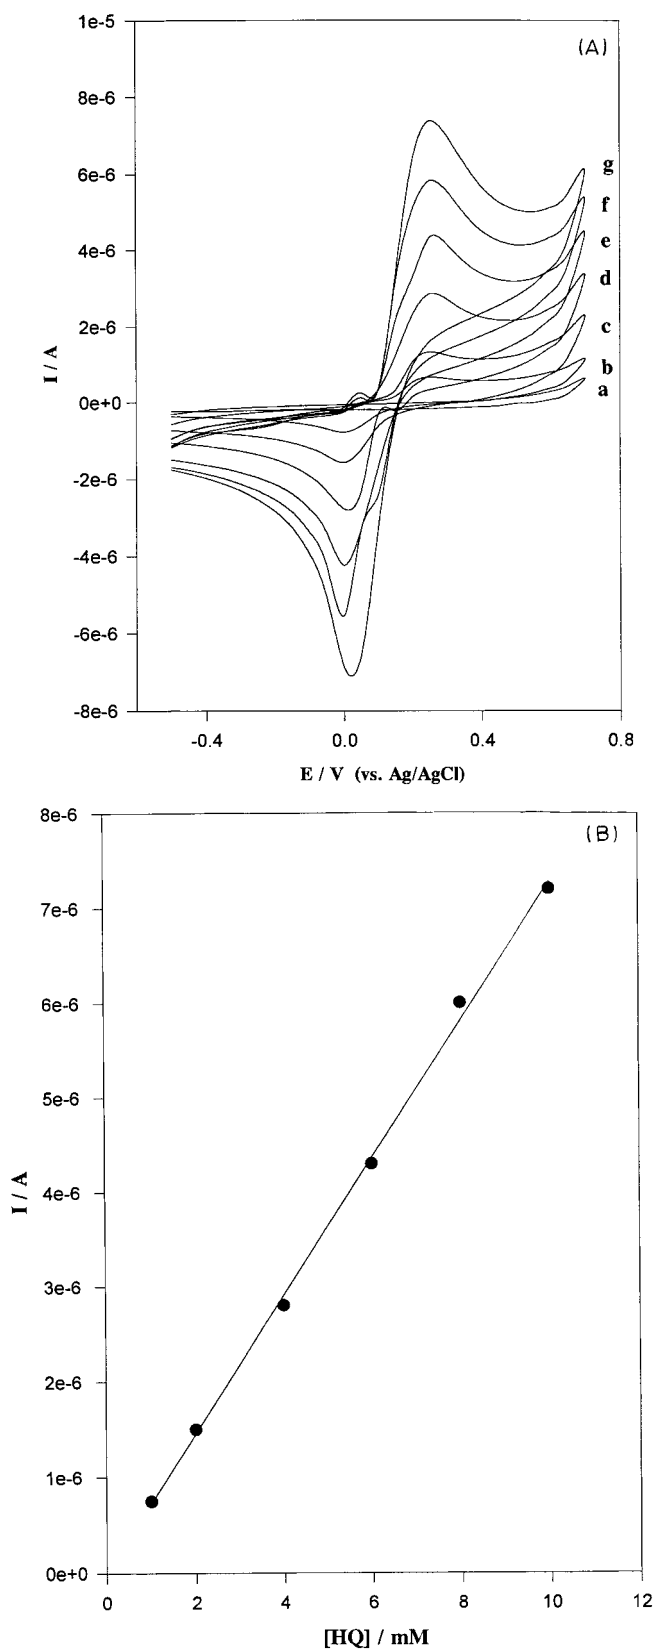 1e-5
(A)
8e-6
6e-6
g
f
4e-6
e
d
2e-6
c
b
0e+0
a
-2e-6
-4e-6
-6e-6
-8e-6
I / A
-0.4
0.0
0.4
0.8
E / V (vs. Ag/AgCl)
8e-6
(B)
7e-6
6e-6
5e-6
4e-6
3e-6
2e-6
1e-6
0e+0
I / A
0
2
4
6
8
10
12
[HQ] / mM